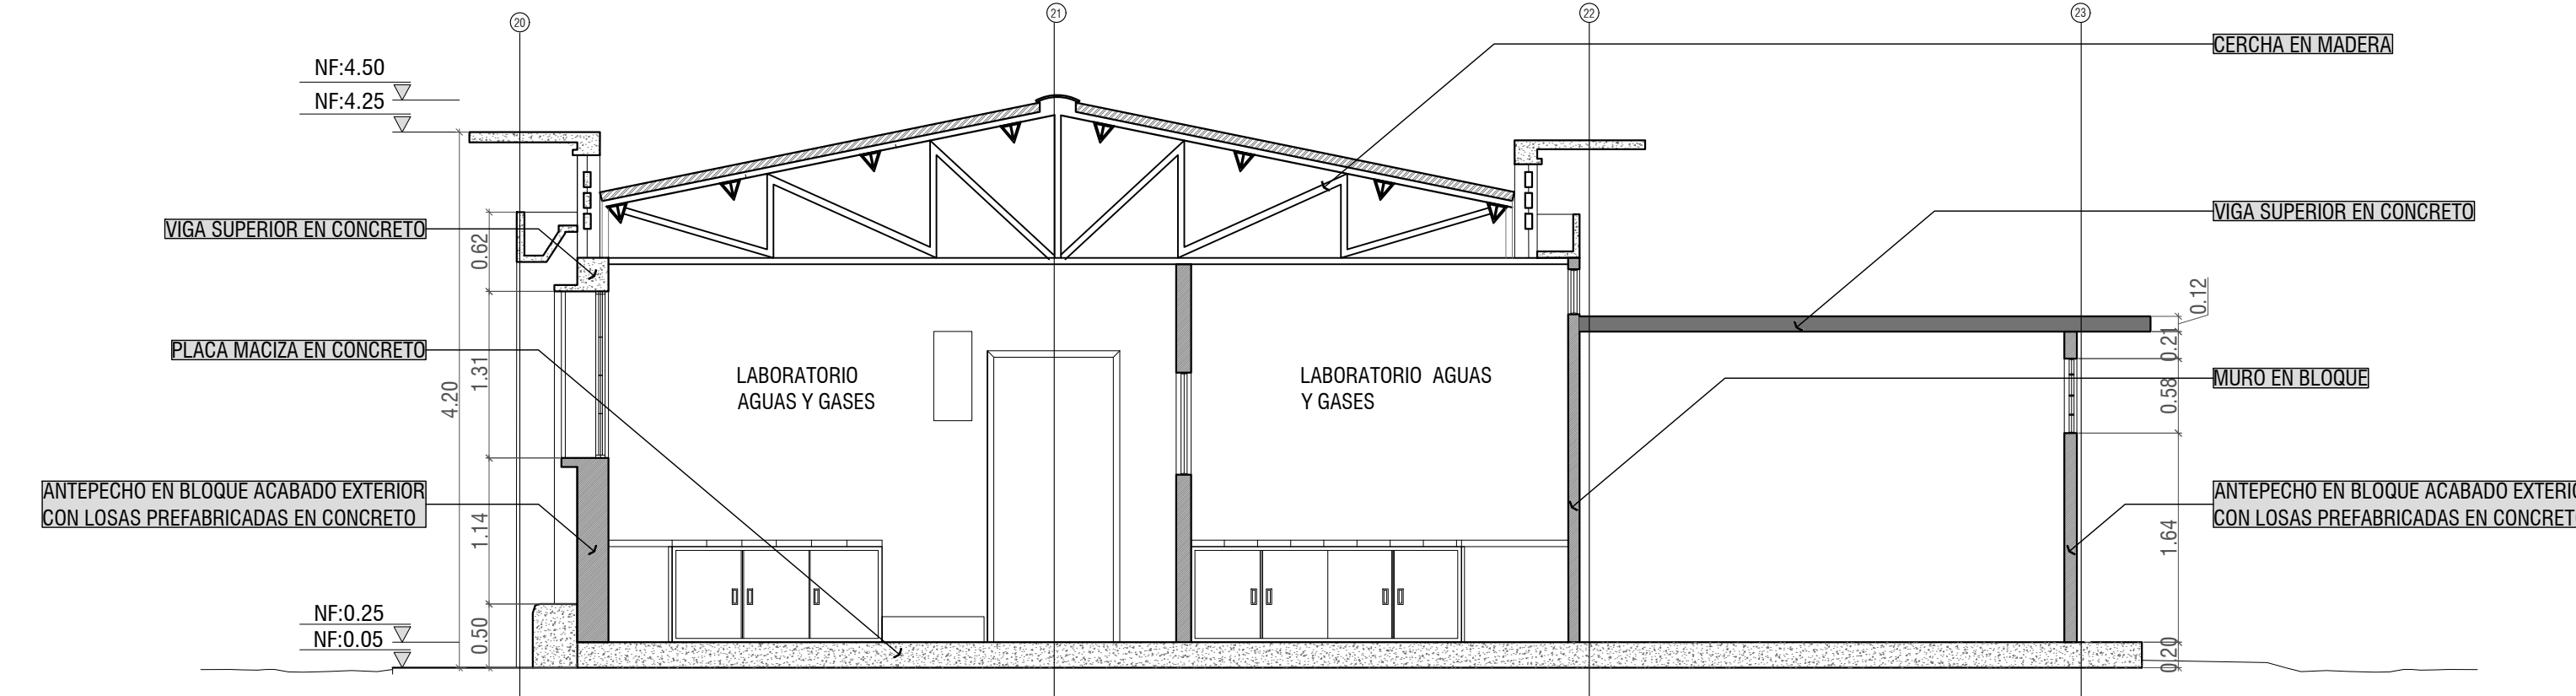 20
21
22
23
CERCHA EN MADERA
NF:4.50
NF:4.25
VIGA SUPERIOR EN CONCRETO
VIGA SUPERIOR EN CONCRETO
0.62
0.12
0.21
PLACA MACIZA EN CONCRETO
1.31
4.20
LABORATORIO
AGUAS Y GASES
LABORATORIO AGUAS
Y GASES
MURO EN BLOQUE
0.58
ANTEPECHO EN BLOQUE ACABADO EXTERIOR
CON LOSAS PREFABRICADAS EN CONCRETO
1.14
ANTEPECHO EN BLOQUE ACABADO EXTERI
CON LOSAS PREFABRICADAS EN CONCRET
1.64
NF:0.25
NF:0.05
0.50
0.20